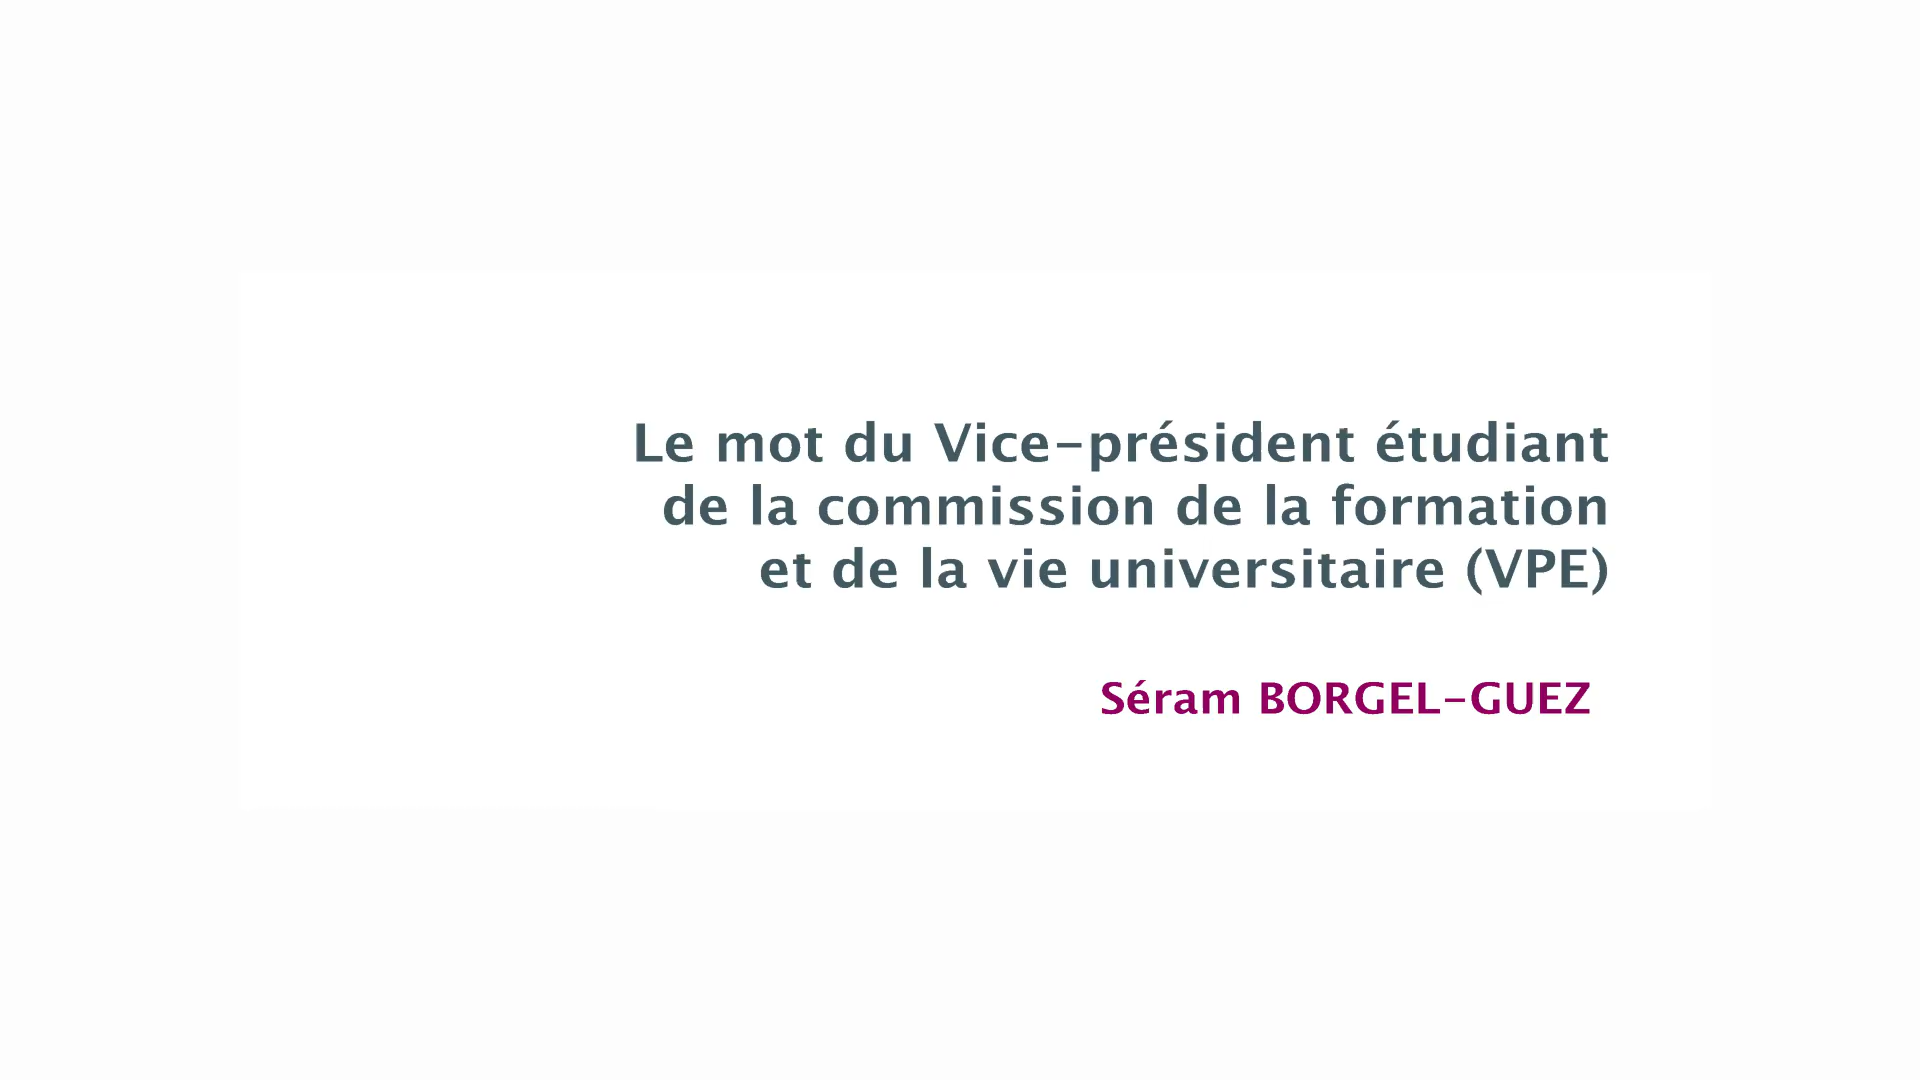 Le mot du Vice-président étudiant
de la commission de la formation
et de la vie universitaire (VPE)
Séram BORGEL-GUEZ